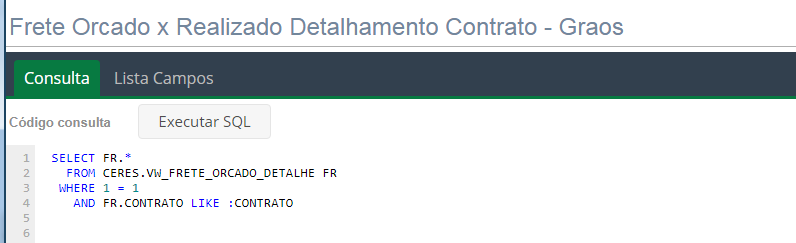 Frete Orcado x Realizado Detalhamento Contrato - Graos
Consulta Lista Campos
Código consulta Executar SQL
1 SELECT FR.*
2 FROM CERES.VW_FRETE_ORCADO_DETALHE FR
3 WHERE 1 = 1
4 AND FR.CONTRATO LIKE :CONTRATO
5
6